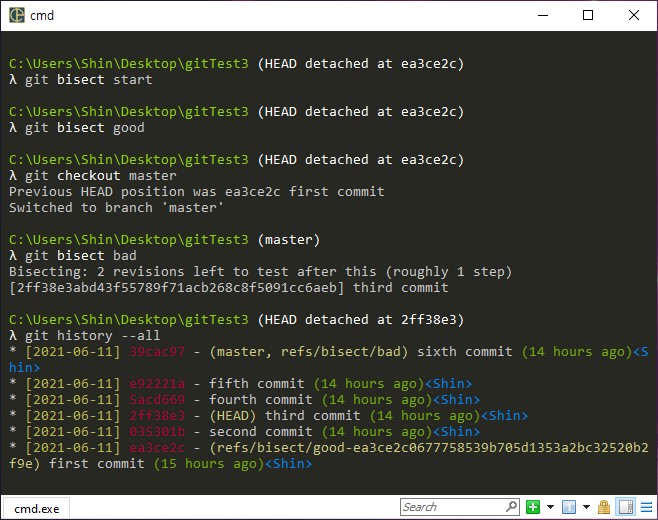 cmd
C:\Users\Shin\Desktop\gitTest3 (HEAD detached at ea3ce2c)
λ git bisect start
C:\Users\Shin\Desktop\gitTest3 (HEAD detached at ea3ce2c)
λ git bisect good
C:\Users\Shin\Desktop\gitTest3 (HEAD detached at ea3ce2c)
λ git checkout master
Previous HEAD position was ea3ce2c first commit
Switched to branch 'master'
C:\Users\Shin\Desktop\gitTest3 (master)
λ git bisect bad
Bisecting: 2 revisions left to test after this (roughly 1 step)
[2ff38e3abd43f55789f71acb268c8f5091cc6aeb] third commit
C:\Users\Shin\Desktop\gitTest3 (HEAD detached at 2ff38e3)
λ git history --all
* [2021-06-11] 39cac97 - (master, refs/bisect/bad) sixth commit (14 hours ago)<S
hin>
* [2021-06-11] e92221a - fifth commit (14 hours ago)<Shin>
* [2021-06-11] 5acd669 - fourth commit (14 hours ago)<Shin>
* [2021-06-11] 2ff38e3 - (HEAD) third commit (14 hours ago)<Shin>
* [2021-06-11] 035301b - second commit (14 hours ago)<Shin>
* [2021-06-11] ea3ce2c - (refs/bisect/good-ea3ce2c0677758539b705d1353a2bc32520b2
f9e) first commit (15 hours ago)<Shin>
cmd.exe
Search